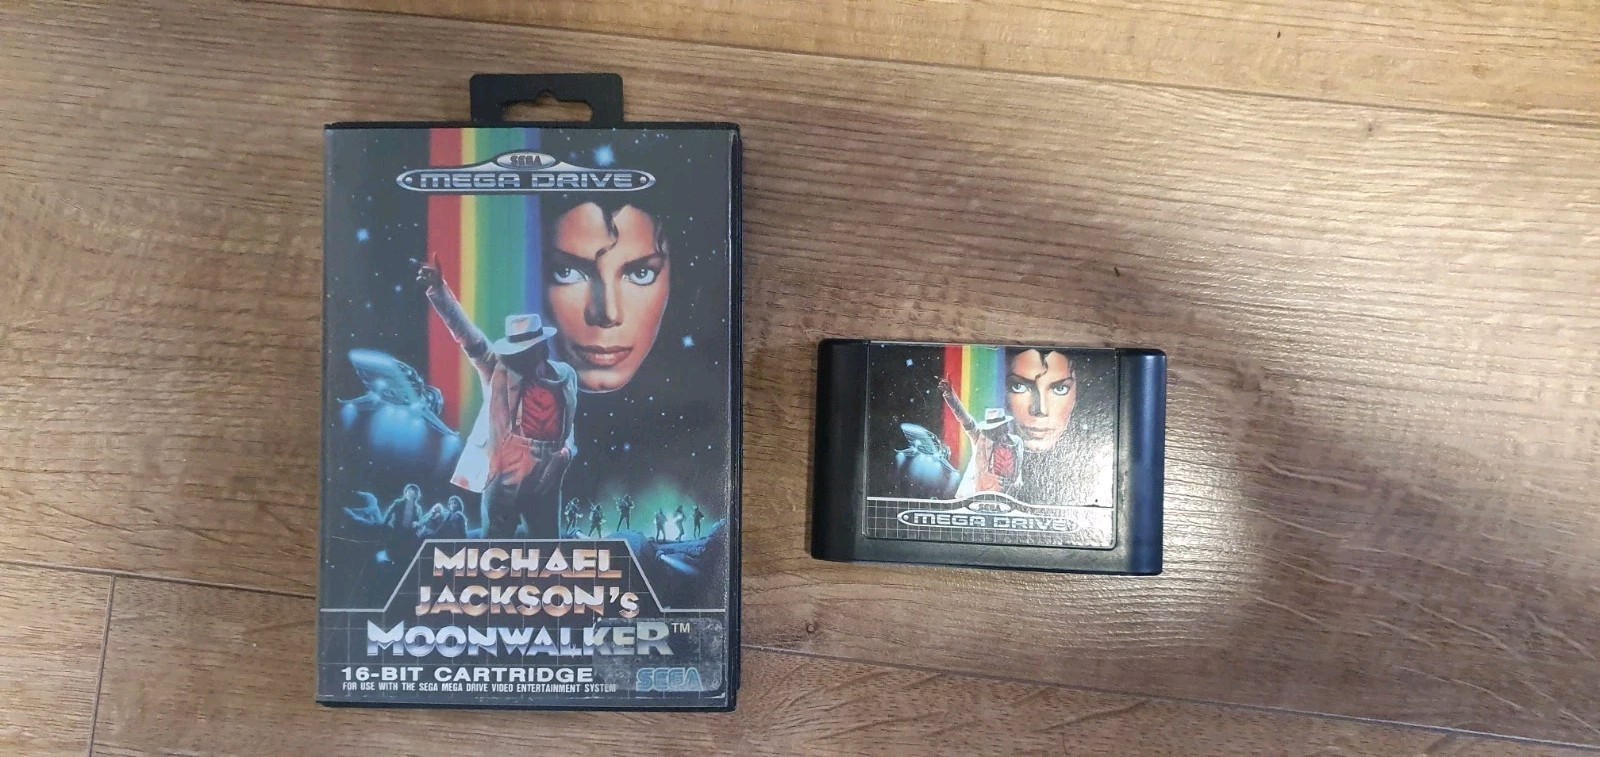 SEGA
MEGA DRIVE
MICHAEL
JACKSON'S
MOONWALKER™
16-BIT CARTRIDGE
FOR USE WITH THE SEGA MEGA DRIVE VIDEO ENTERTAINMENT SYSTEM
SEGA
SEGA
MEGA DRIVE